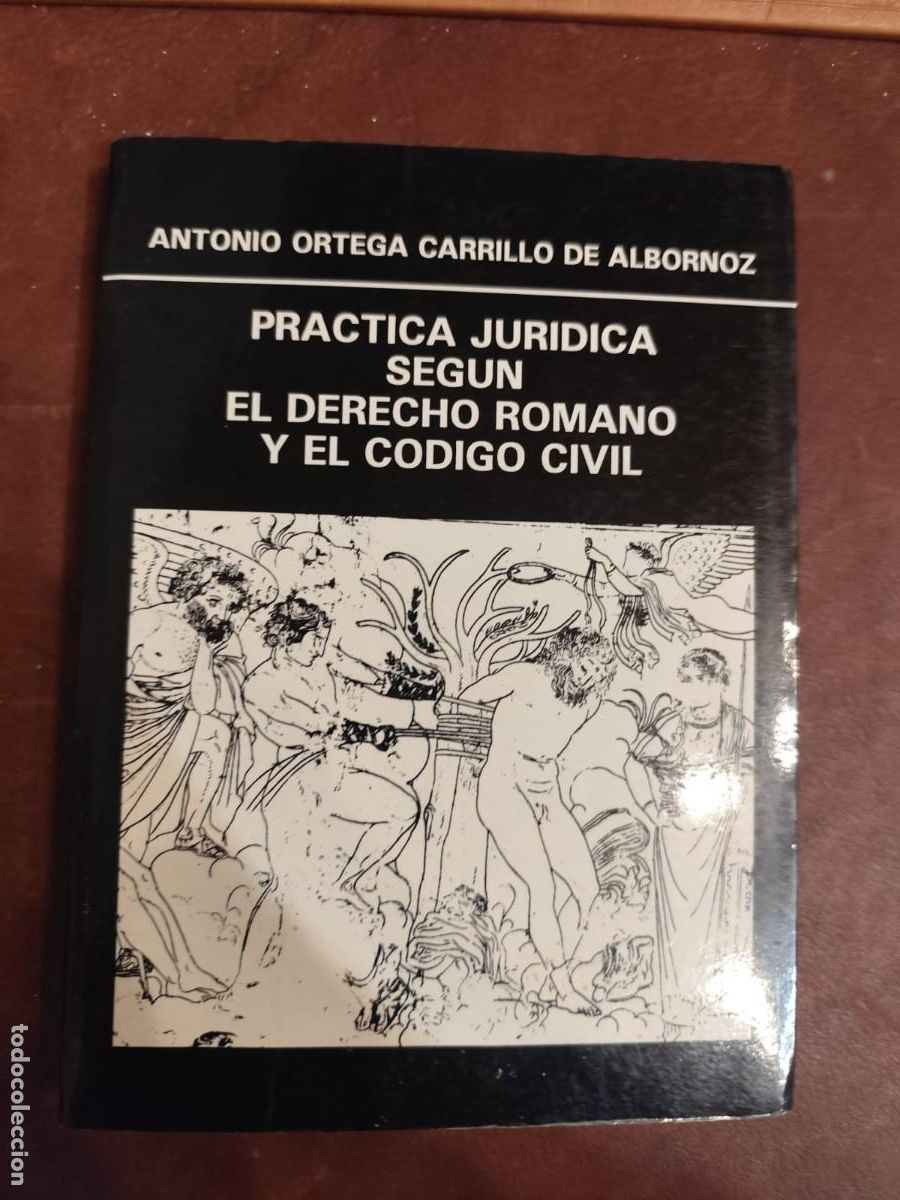 ANTONIO ORTEGA CARRILLO DE ALBORNOZ
PRACTICA JURIDICA
SEGUN
EL DERECHO ROMANO
Y EL CODIGO CIVIL
todocoleccion